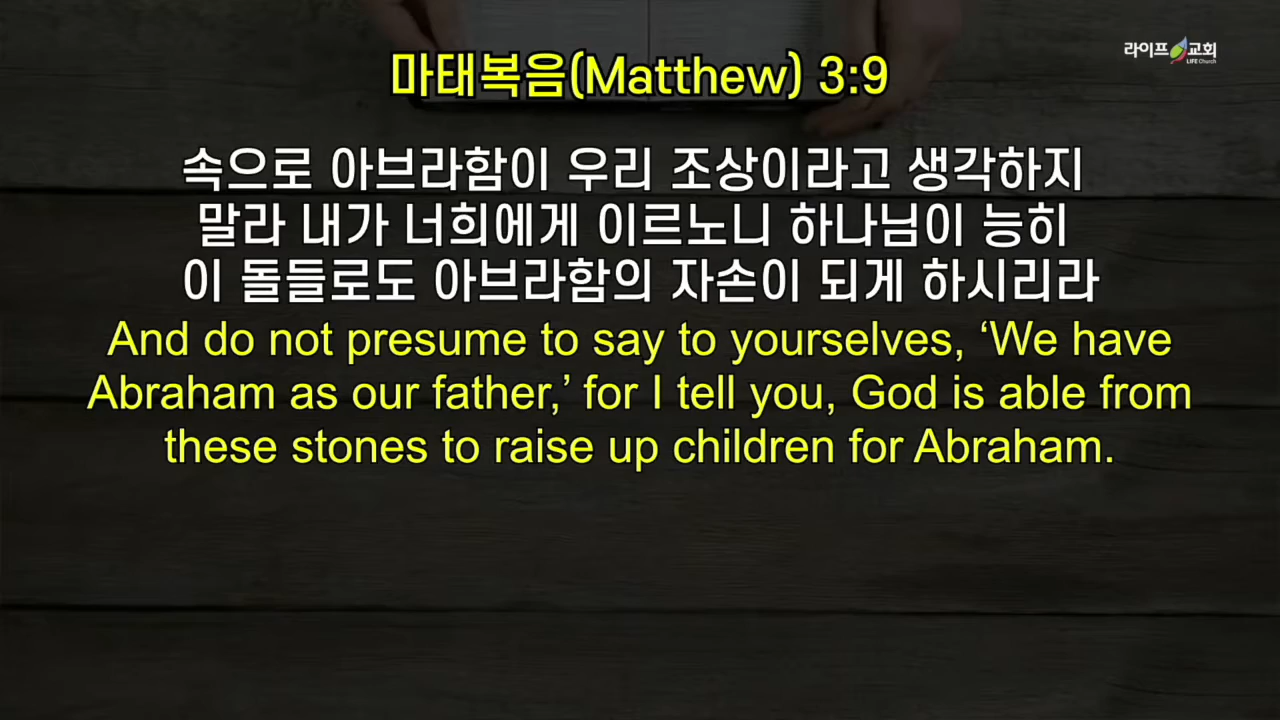 라이프 교회
LIFE Church
마태복음(Matthew) 3:9
속으로 아브라함이 우리 조상이라고 생각하지
말라 내가 너희에게 이르노니 하나님이 능히
이 돌들로도 아브라함의 자손이 되게 하시리라
And do not presume to say to yourselves, ‘We have
Abraham as our father,’ for I tell you, God is able from
these stones to raise up children for Abraham.